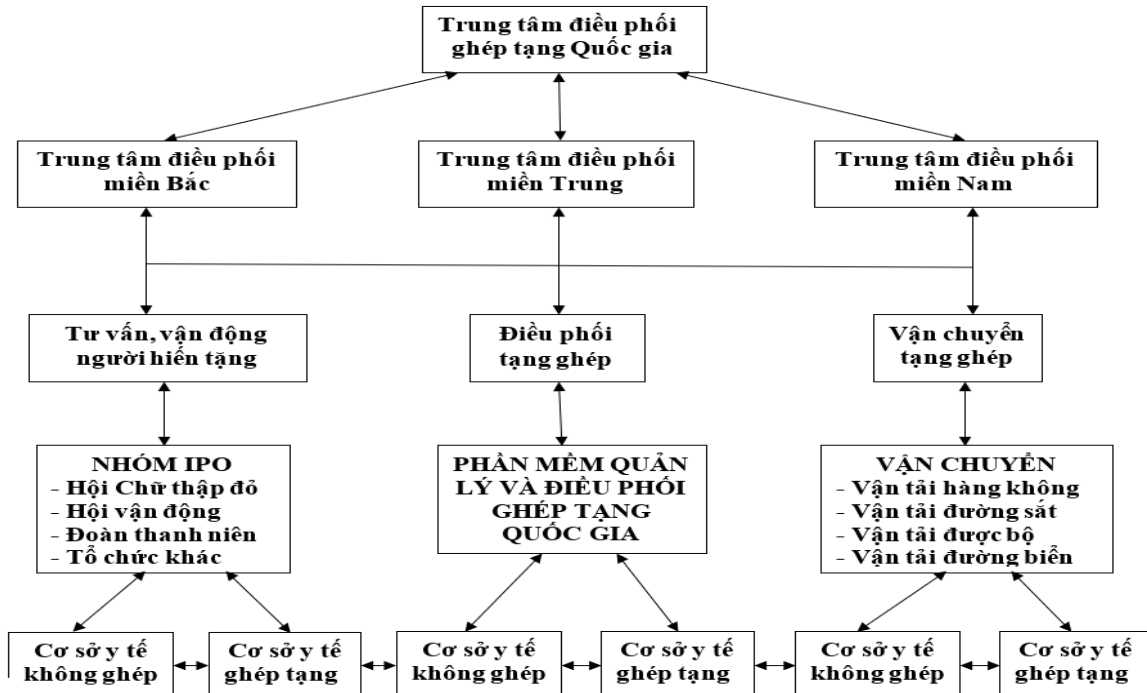 Trung tâm điều phối
ghép tạng Quốc gia
Trung tâm điều phối
miền Bắc
Trung tâm điều phối
miền Trung
Trung tâm điều phối
miền Nam
Tư vấn, vận động
người hiến tặng
Điều phối
tạng ghép
Vận chuyển
tạng ghép
NHÓM IPO
- Hội Chữ thập đỏ
- Hội vận động
- Đoàn thanh niên
- Tổ chức khác
PHẦN MỀM QUẢN
LÝ VÀ ĐIỀU PHỐI
GHÉP TẠNG
QUỐC GIA
VẬN CHUYỂN
- Vận tải hàng không
- Vận tải đường sắt
- Vận tải được bộ
- Vận tải đường biển
Cơ sở y tế
không ghép
Cơ sở y tế
ghép tạng
Cơ sở y tế
không ghép
Cơ sở y tế
ghép tạng
Cơ sở y tế
không ghép
Cơ sở y tế
ghép tạng